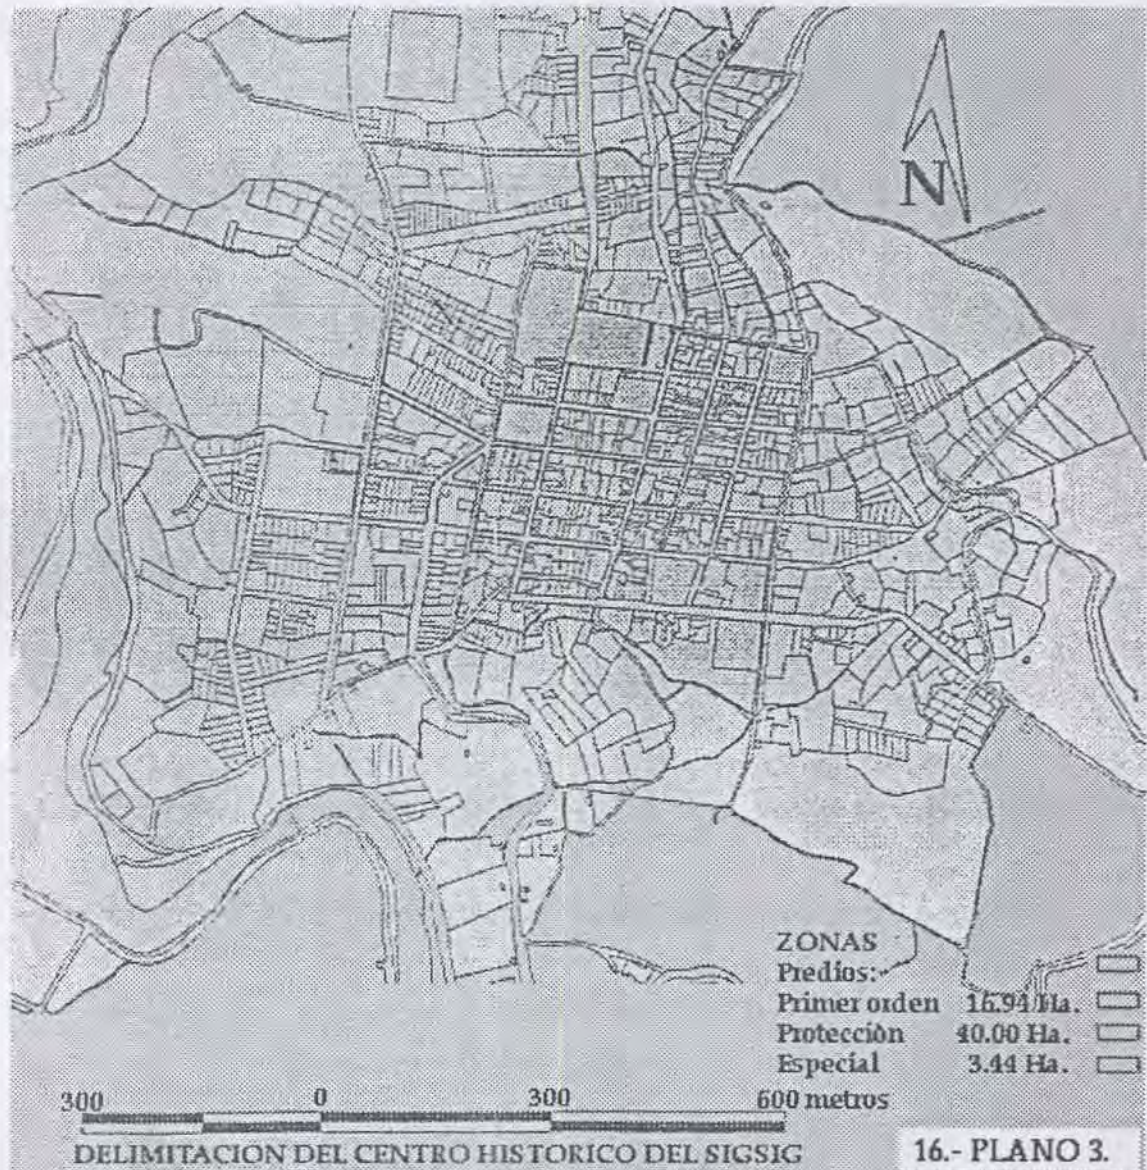 N
ZONAS
Predios:
Primer orden 16.94 Ha.
Protección 40.00 Ha.
Especial 3.44 Ha.
300 0 300 600 metros
DELIMITACION DEL CENTRO HISTORICO DEL SIGSIG
16.- PLANO 3.